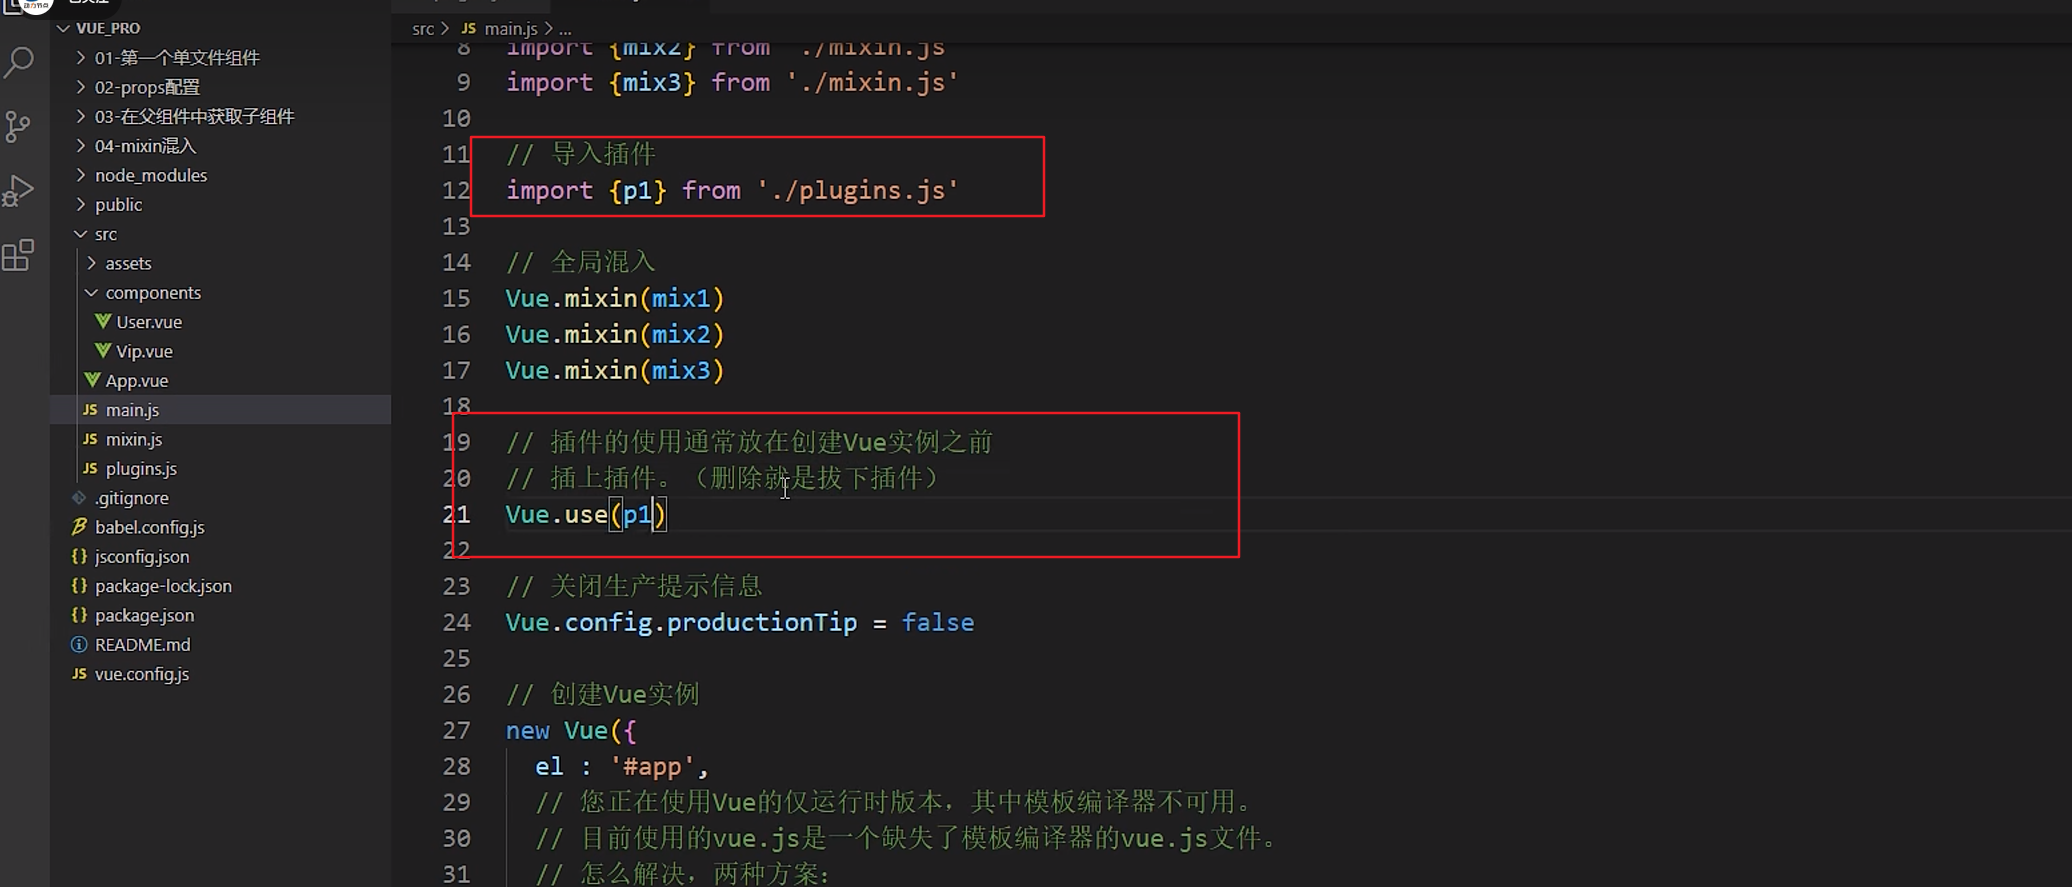 VUE_PRO
01-第一个单文件组件
02-props配置
03-在父组件中获取子组件
04-mixin混入
node_modules
public
src
assets
components
User.vue
Vip.vue
App.vue
JS main.js
JS mixin.js
JS plugins.js
.gitignore
babel.config.js
{} jsconfig.json
{} package-lock.json
{} package.json
README.md
JS vue.config.js
src > JS main.js > ...
8 import {mix2} from './mixin.js'
9 import {mix3} from './mixin.js'
10
11 // 导入插件
12 import {p1} from './plugins.js'
13
14 // 全局混入
15 Vue.mixin(mix1)
16 Vue.mixin(mix2)
17 Vue.mixin(mix3)
18
19 // 插件的使用通常放在创建Vue实例之前
20 // 插上插件。（删除就是拔下插件）
21 Vue.use(p1)
22
23 // 关闭生产提示信息
24 Vue.config.productionTip = false
25
26 // 创建Vue实例
27 new Vue({
28 el : '#app',
29 // 您正在使用Vue的仅运行时版本，其中模板编译器不可用。
30 // 目前使用的vue.js是一个缺失了模板编译器的vue.js文件。
31 // 怎么解决，两种方案：